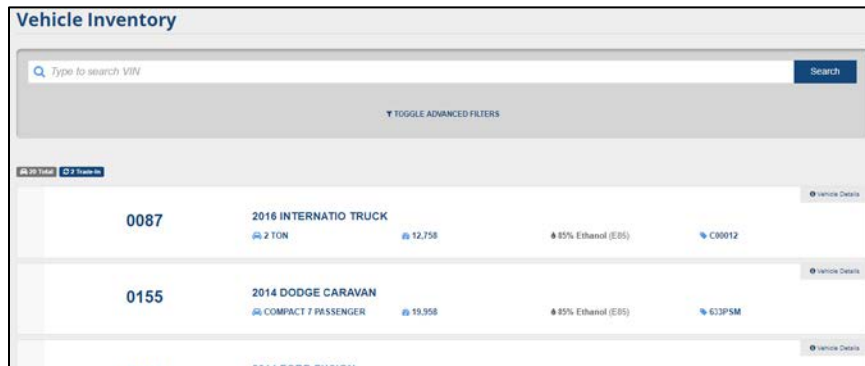 Vehicle Inventory
Type to search VIN
Search
TOGGLE ADVANCED FILTERS
20 Total 2 Trade-In
Vehicle Details
0087
2016 INTERNATIO TRUCK
2 TON 12,758 85% Ethanol (E85) C00012
Vehicle Details
0155
2014 DODGE CARAVAN
COMPACT 7 PASSENGER 19,958 85% Ethanol (E85) 633PSM
Vehicle Details